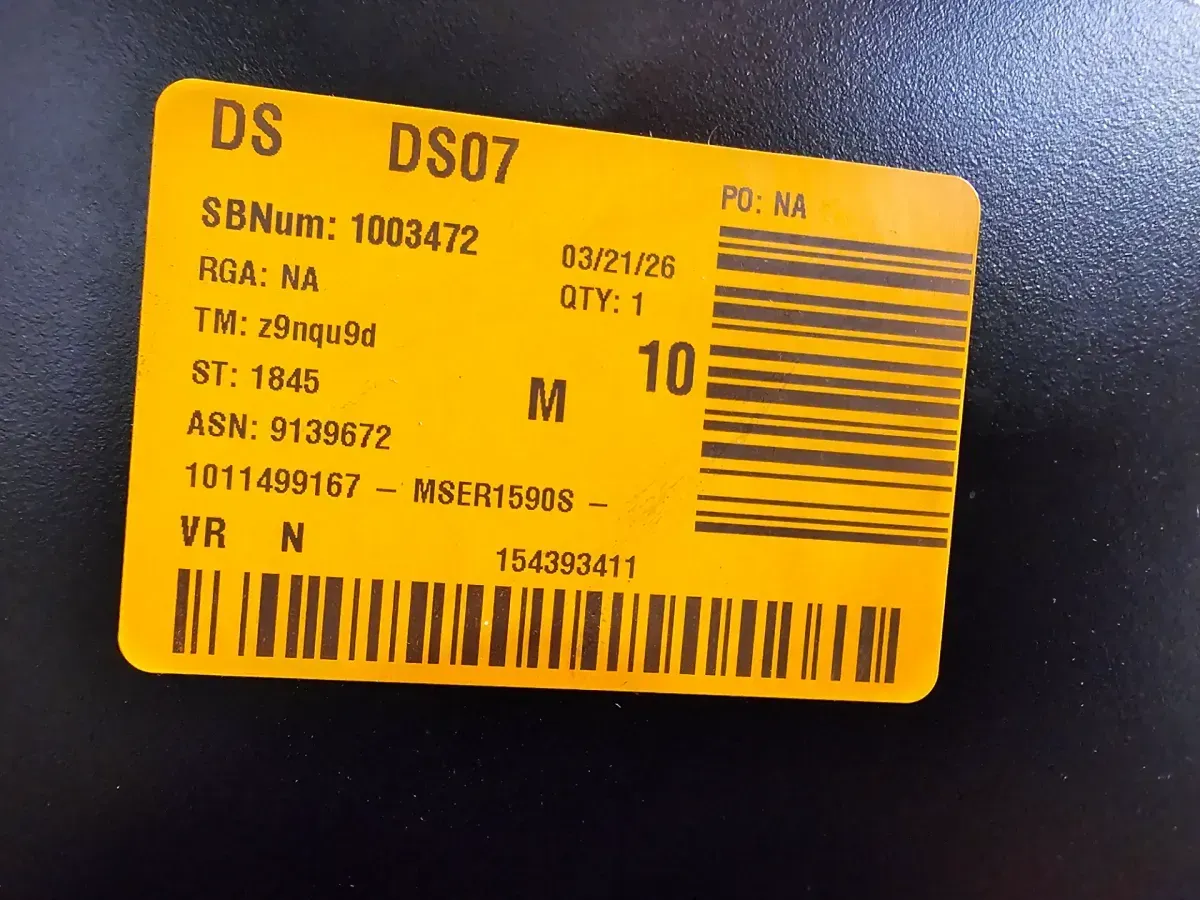 DS DS07
PO: NA
SBNum: 1003472
03/21/26
RGA: NA
QTY: 1
TM: z9nqu9d
10
ST: 1845
M
ASN: 9139672
1011499167 – MSER1590S –
VR N
154393411